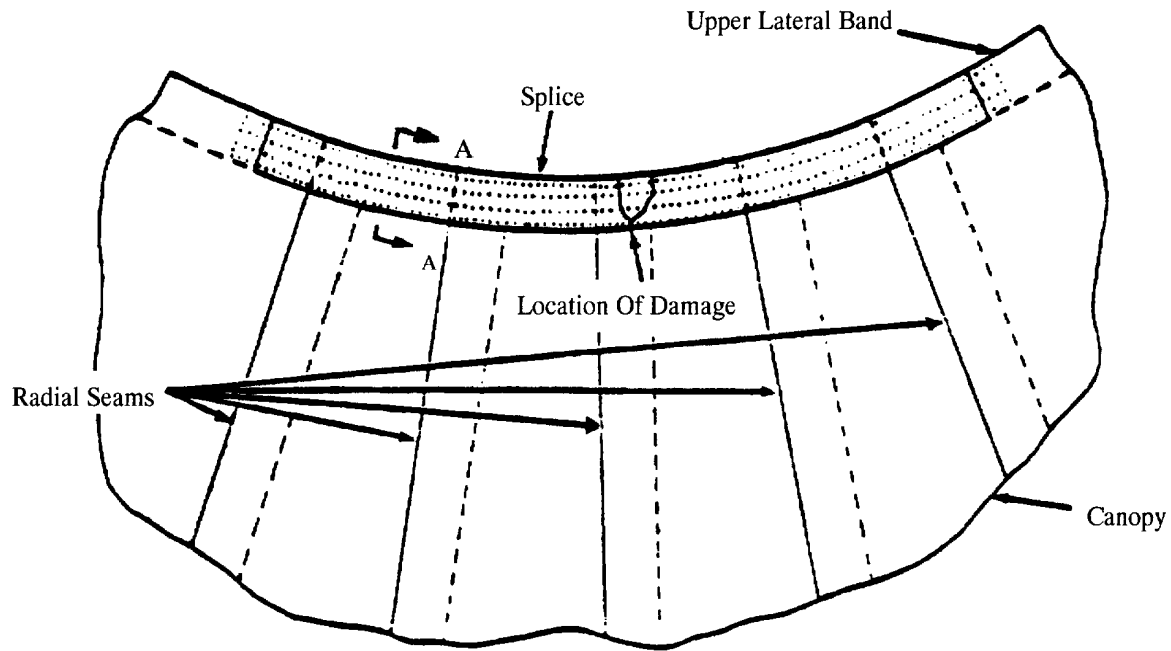 Upper Lateral Band
Splice
A
A
Location Of Damage
Radial Seams
Canopy